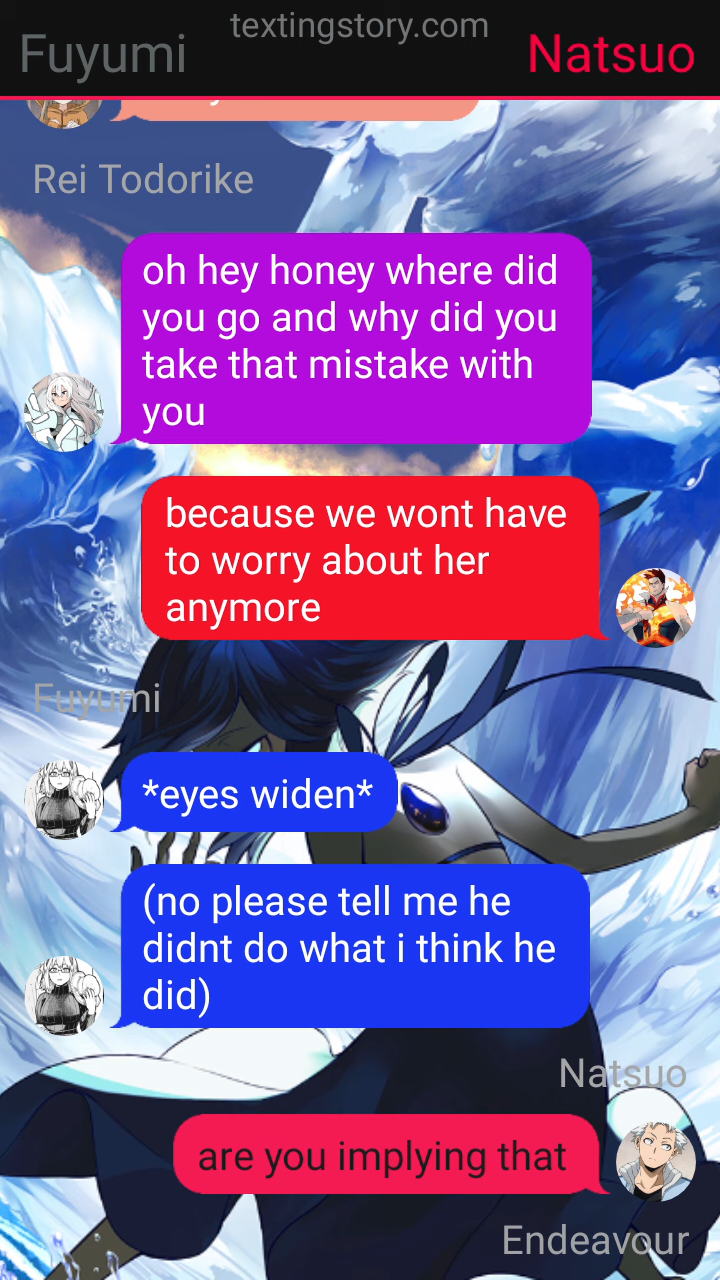 textingstory.com
Fuyumi
Natsuo
Rei Todorike
oh hey honey where did
you go and why did you
take that mistake with
you
because we wont have
to worry about her
anymore
Fuyumi
*eyes widen*
(no please tell me he
didnt do what i think he
did)
Natsuo
are you implying that
Endeavour